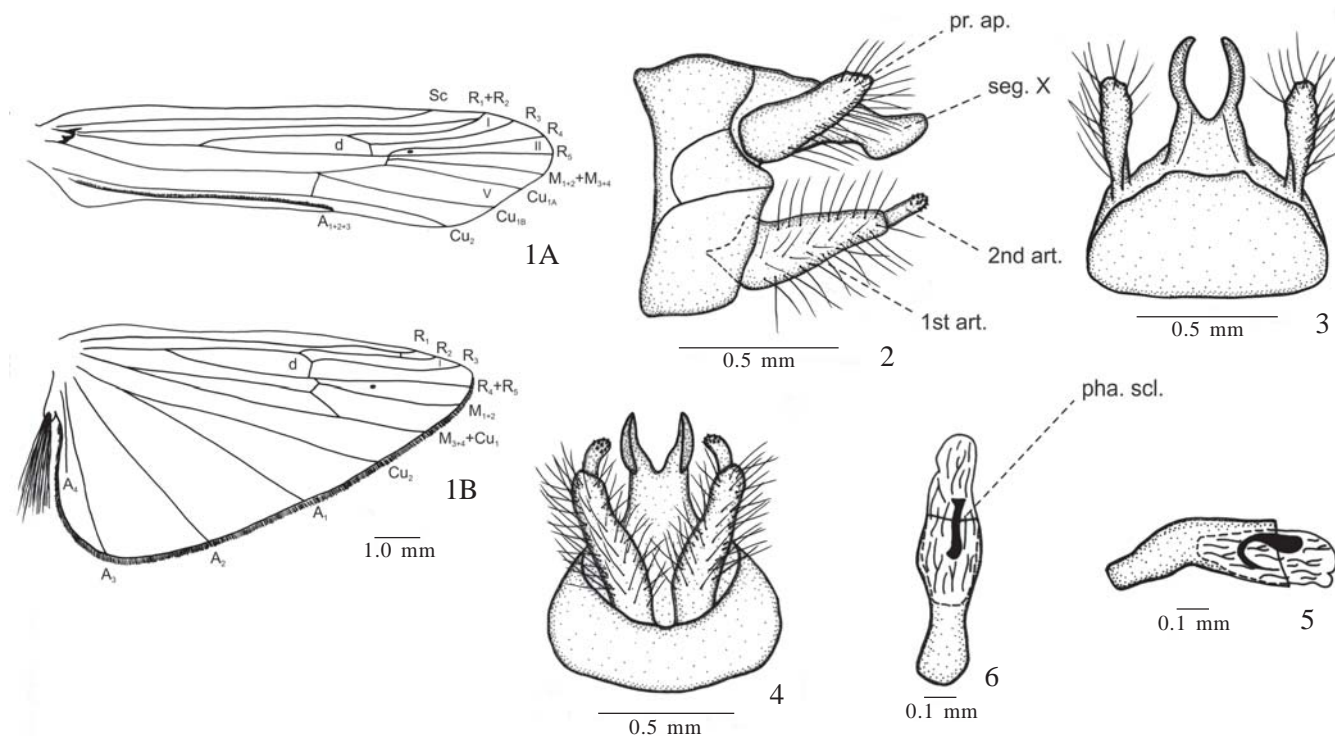 Sc
R₁+R₂
R₃
R₄
R₅
I
II
d
M₁₊₂+M₃₊₄
V
Cu₁A
Cu₁B
Cu₂
A₁₊₂₊₃
1A
R₁
R₂
R₃
I
d
R₄+R₅
M₁₊₂
M₃₊₄+Cu₁
Cu₂
A₁
A₂
A₃
A₄
1B
1.0 mm
pr. ap.
seg. X
2nd art.
1st art.
0.5 mm
2
0.5 mm
3
4
0.5 mm
pha. scl.
6
0.1 mm
0.1 mm
5